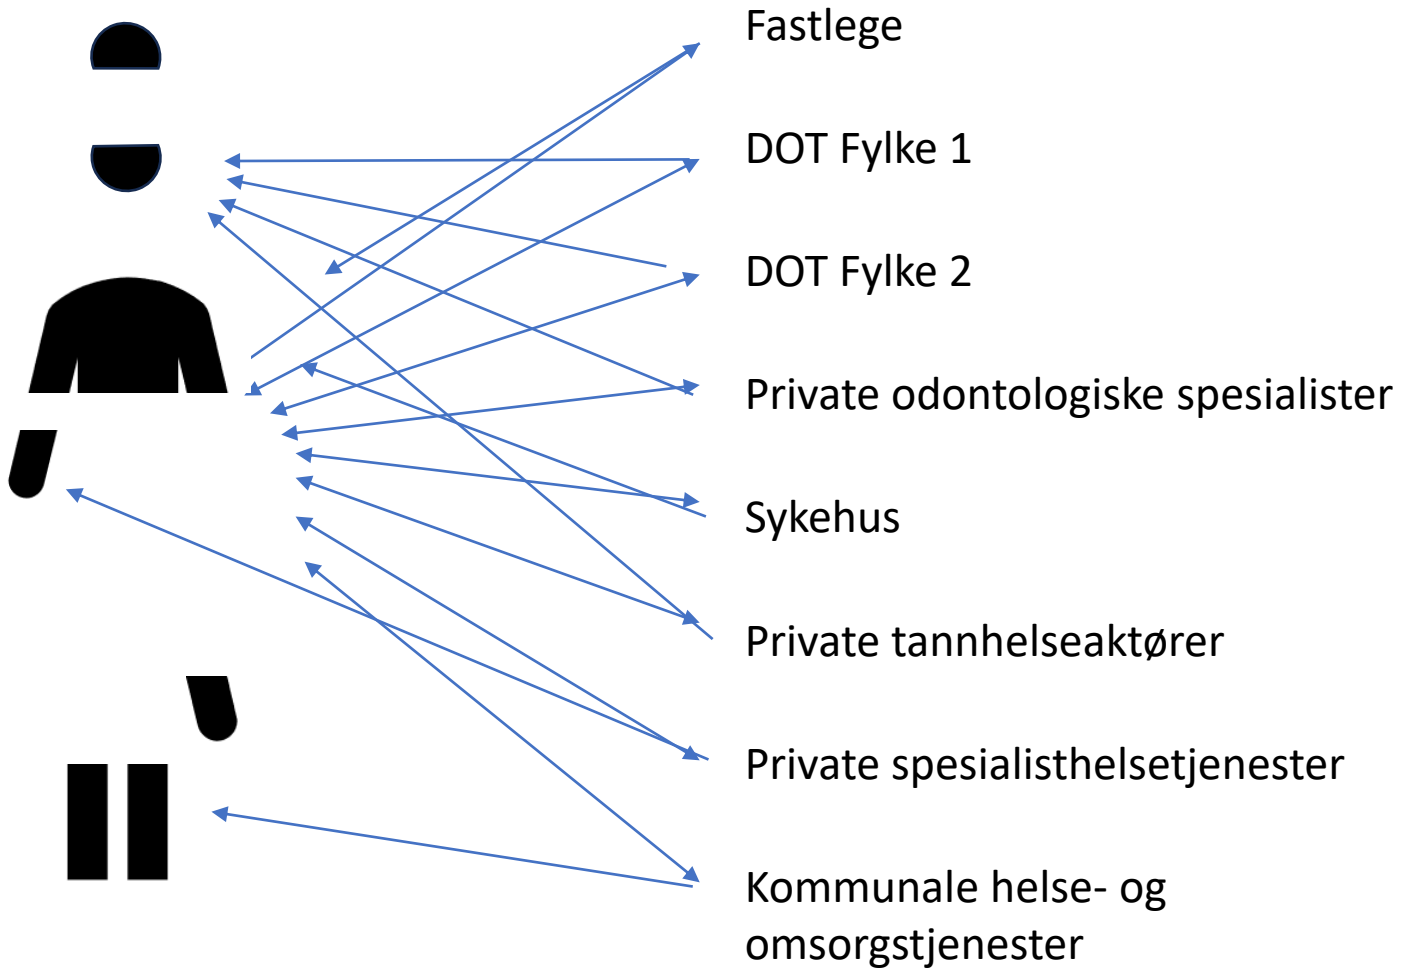 Fastlege
DOT Fylke 1
DOT Fylke 2
Private odontologiske spesialister
Sykehus
Private tannhelseaktører
Private spesialisthelsetjenester
Kommunale helse- og
omsorgstjenester